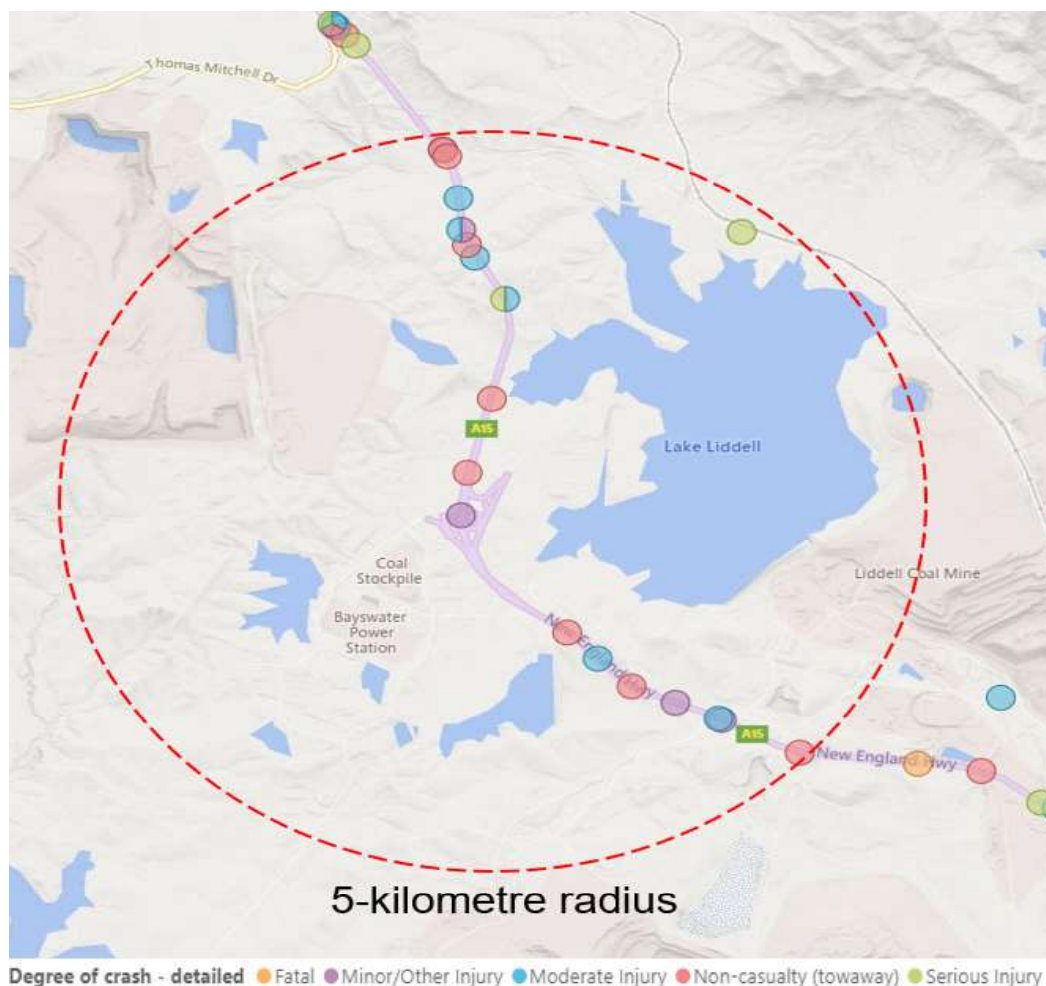 Thomas Mitchell Dr
A15
Lake Liddell
Coal
Stockpile
Liddell Coal Mine
Bayswater
Power
Station
New England Hwy
A15
New England Hwy
5-kilometre radius
Degree of crash - detailed Fatal Minor/Other Injury Moderate Injury Non-casualty (towaway) Serious Injury